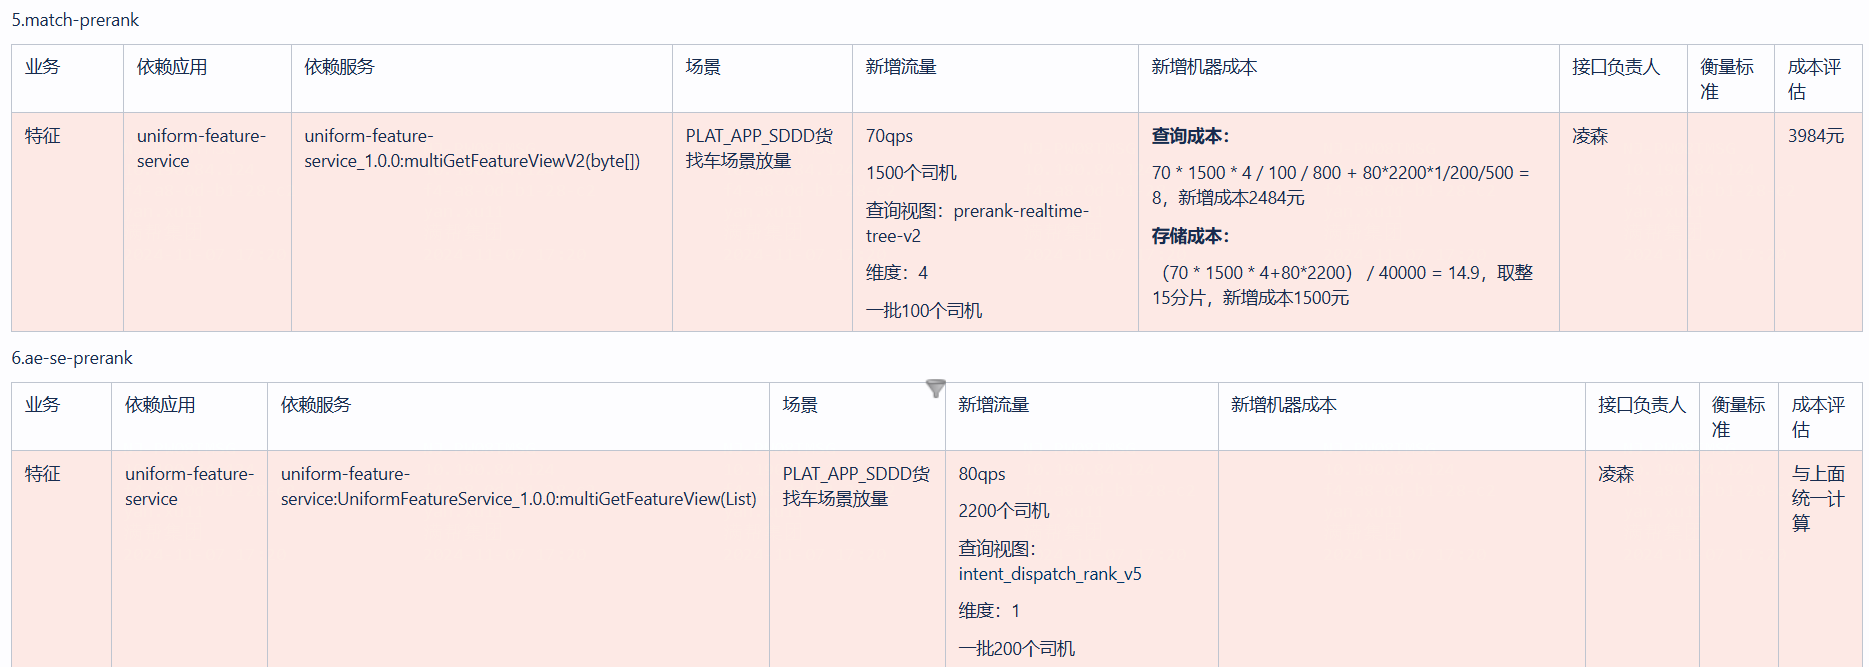 5.match-prerank
业务
依赖应用
依赖服务
场景
新增流量
新增机器成本
接口负责人
衡量标
准
成本评
估
特征
uniform-feature-
service
uniform-feature-
service_1.0.0:multiGetFeatureViewV2(byte[])
PLAT_APP_SDDD货
找车场景放量
70qps
1500个司机
查询视图：prerank-realtime-
tree-v2
维度：4
一批100个司机
查询成本：
70 * 1500 * 4 / 100 / 800 + 80*2200*1/200/500 =
8，新增成本2484元
存储成本：
（70 * 1500 * 4+80*2200） / 40000 = 14.9，取整
15分片，新增成本1500元
凌森
3984元
6.ae-se-prerank
业务
依赖应用
依赖服务
场景
新增流量
新增机器成本
接口负责人
衡量标
准
成本评
估
特征
uniform-feature-
service
uniform-feature-
service:UniformFeatureService_1.0.0:multiGetFeatureView(List)
PLAT_APP_SDDD货
找车场景放量
80qps
2200个司机
查询视图：
intent_dispatch_rank_v5
维度：1
一批200个司机
凌森
与上面
统一计
算